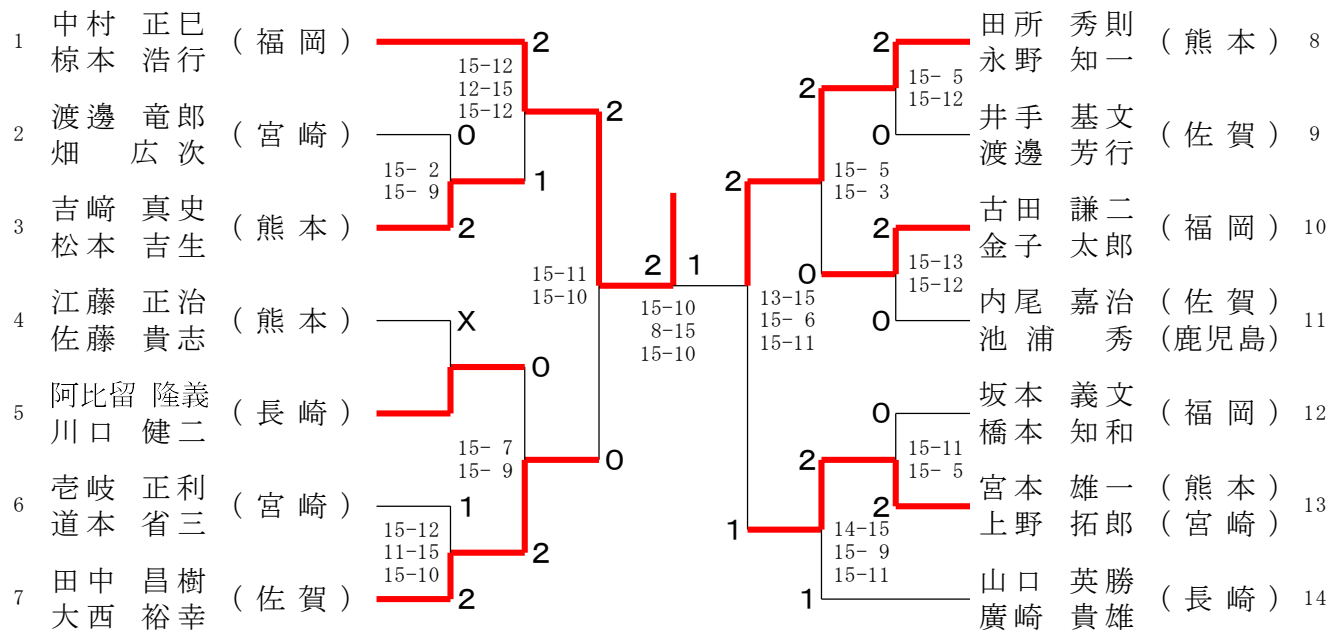 1 中村 正巳 (福岡)
椋本 浩行
2
15-12
12-15
15-12
2 渡邊 竜郎 (宮崎)
畑 広次
0
15- 2
15- 9
1
2
3 吉﨑 真史 (熊本)
松本 吉生
2
15-11
15-10
4 江藤 正治 (熊本)
佐藤 貴志
X
0
5 阿比留 隆義 (長崎)
川口 健二
15- 7
15- 9
0
6 壱岐 正利 (宮崎)
道本 省三
1
15-12
11-15
15-10
2
7 田中 昌樹 (佐賀)
大西 裕幸
2
2 1
15-10
8-15
15-10
田所 秀則 (熊本) 8
永野 知一
2
15- 5
15-12
2
井手 基文 (佐賀) 9
渡邊 芳行
0
15- 5
15- 3
2
古田 謙二 (福岡) 10
金子 太郎
2
15-13
15-12
0
内尾 嘉治 (佐賀) 11
池浦 秀 (鹿児島)
0
13-15
15- 6
15-11
坂本 義文 (福岡) 12
橋本 知和
0
15-11
15- 5
2
宮本 雄一 (熊本) 13
上野 拓郎 (宮崎)
2
1
14-15
15- 9
15-11
山口 英勝 (長崎) 14
廣崎 貴雄
1